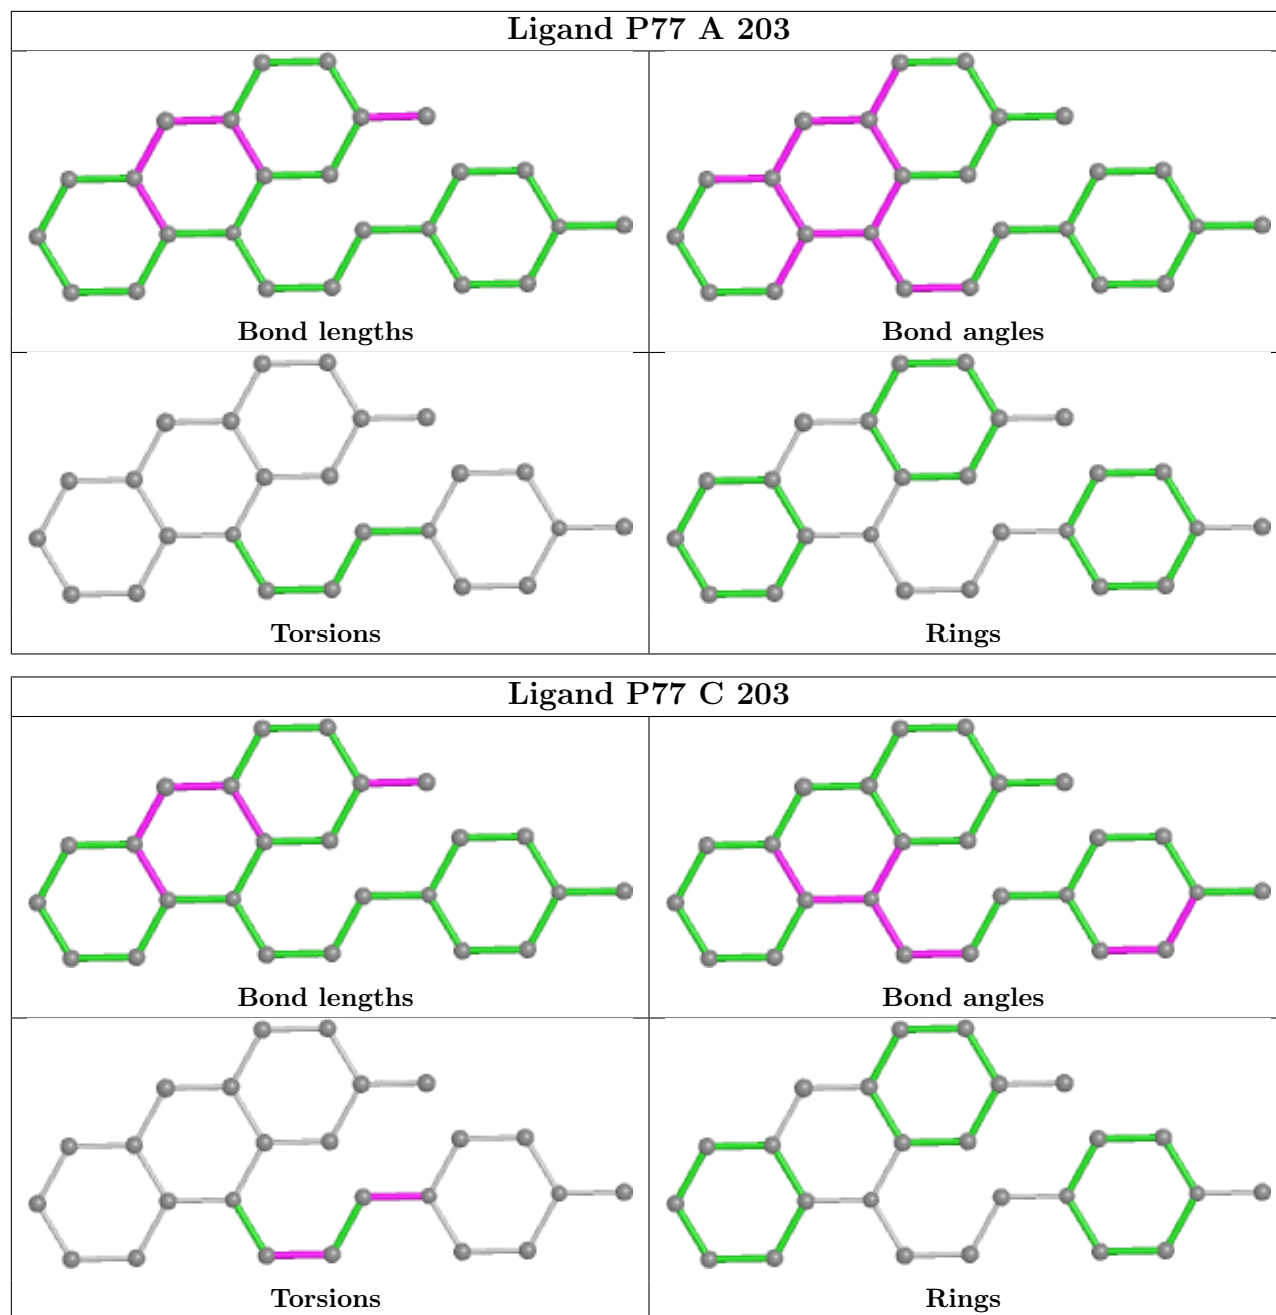 Ligand P77 A 203
Bond lengths
Bond angles
Torsions
Rings
Ligand P77 C 203
Bond lengths
Bond angles
Torsions
Rings